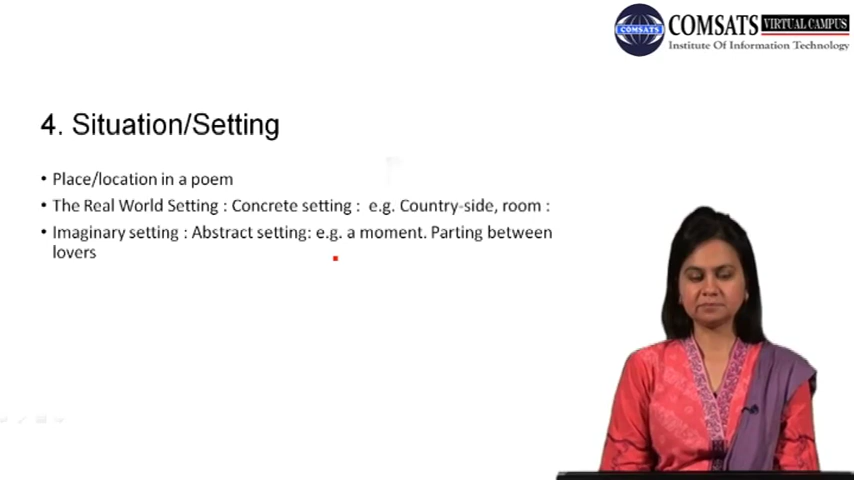 COMSATS VIRTUAL CAMPUS
COMSATS
Institute Of Information Technology
4. Situation/Setting
• Place/location in a poem
• The Real World Setting : Concrete setting : e.g. Country-side, room :
• Imaginary setting : Abstract setting: e.g. a moment. Parting between
lovers